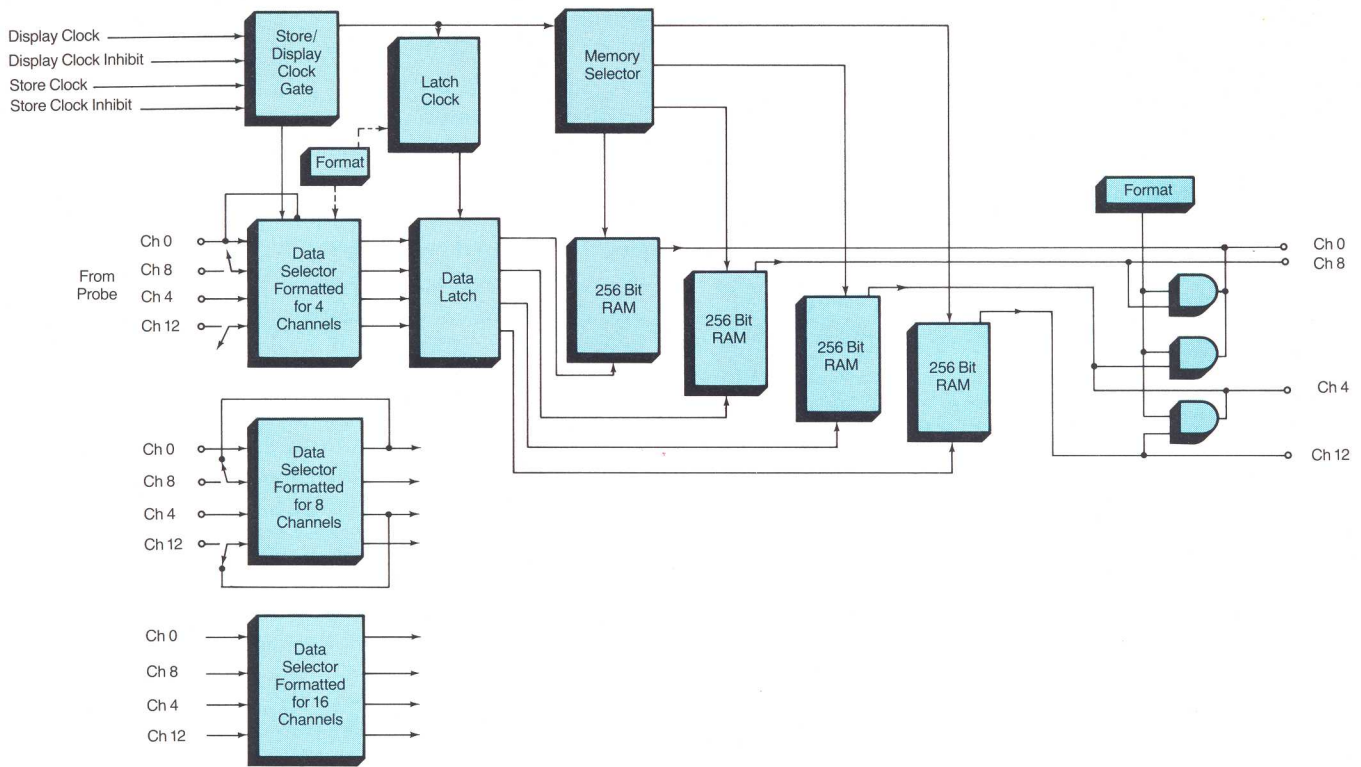 Display Clock
Display Clock Inhibit
Store Clock
Store Clock Inhibit
Store/
Display
Clock
Gate
Latch
Clock
Memory
Selector
Format
Format
From
Probe
Ch 0
Ch 8
Ch 4
Ch 12
Data
Selector
Formatted
for 4
Channels
Data
Latch
256 Bit
RAM
256 Bit
RAM
256 Bit
RAM
256 Bit
RAM
Ch 0
Ch 8
Ch 4
Ch 12
Ch 0
Ch 8
Ch 4
Ch 12
Data
Selector
Formatted
for 8
Channels
Ch 0
Ch 8
Ch 4
Ch 12
Data
Selector
Formatted
for 16
Channels